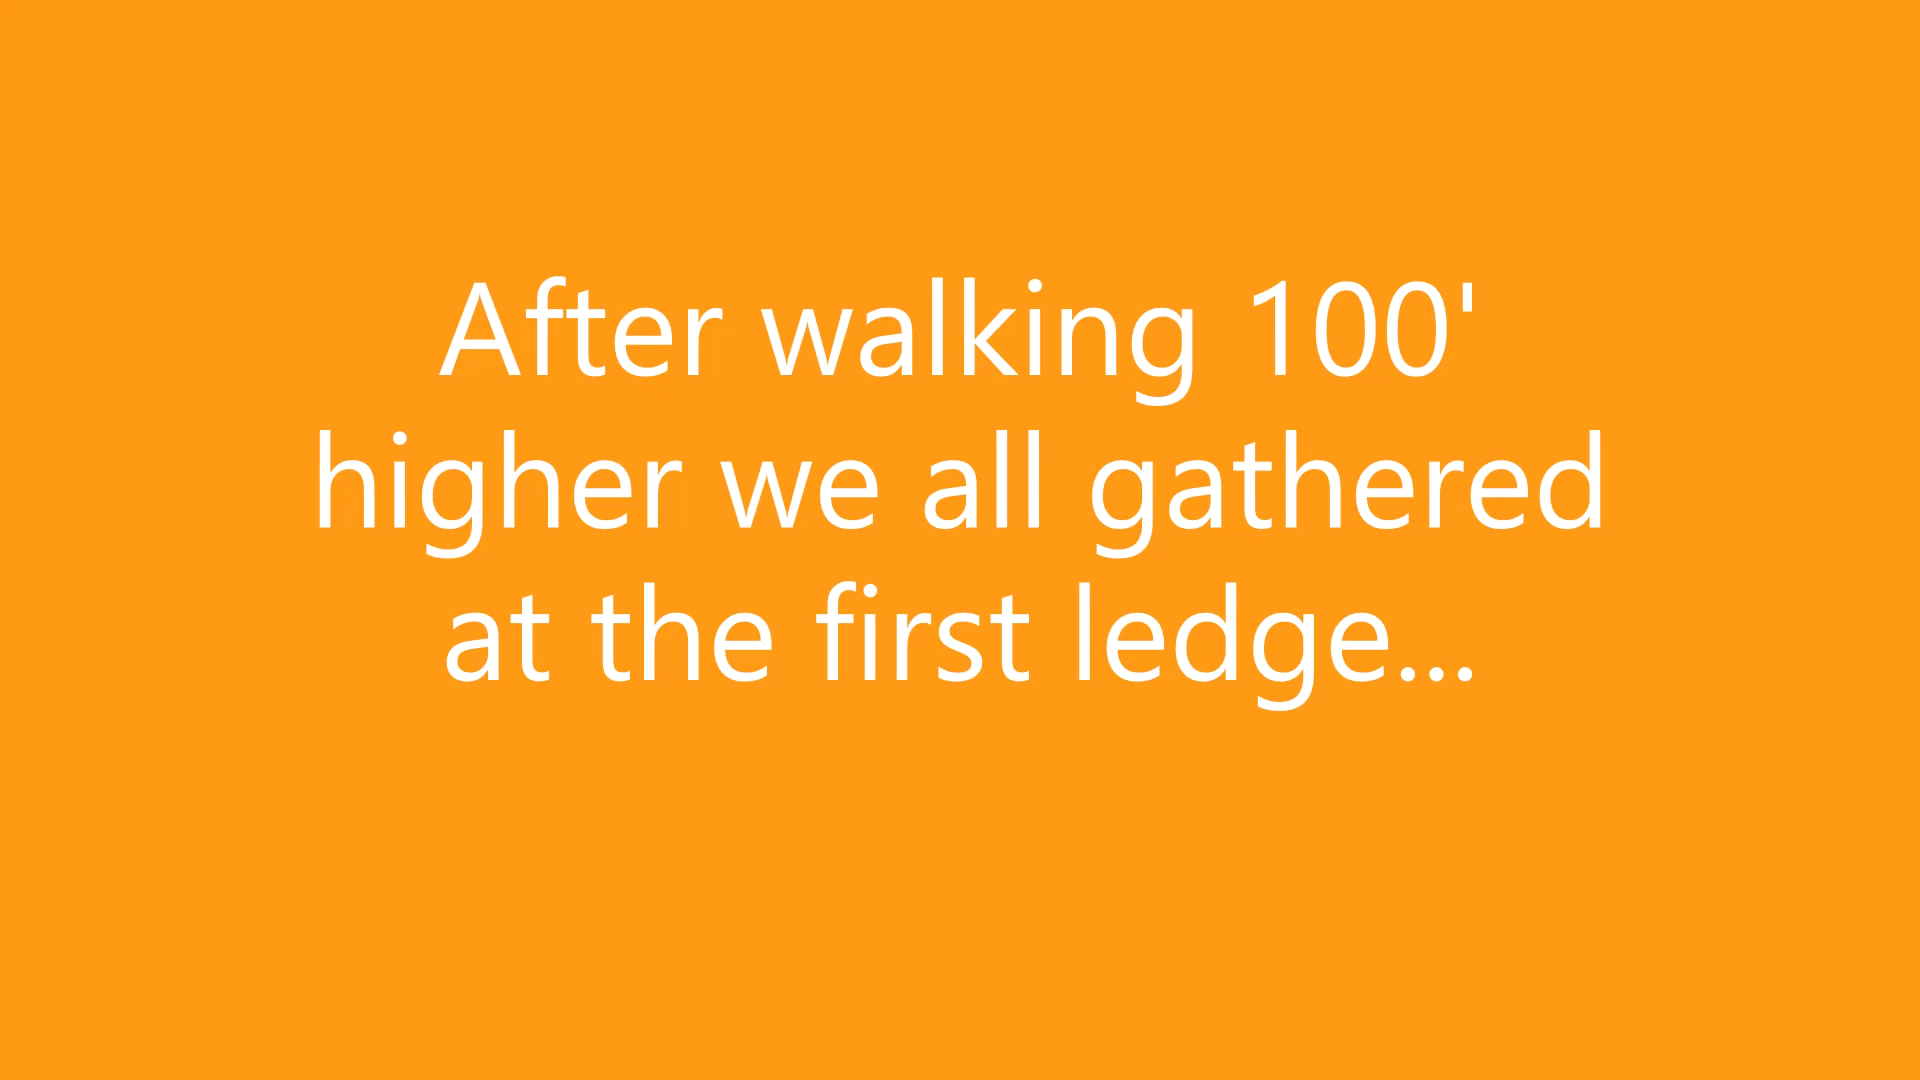 After walking 100'
higher we all gathered
at the first ledge...